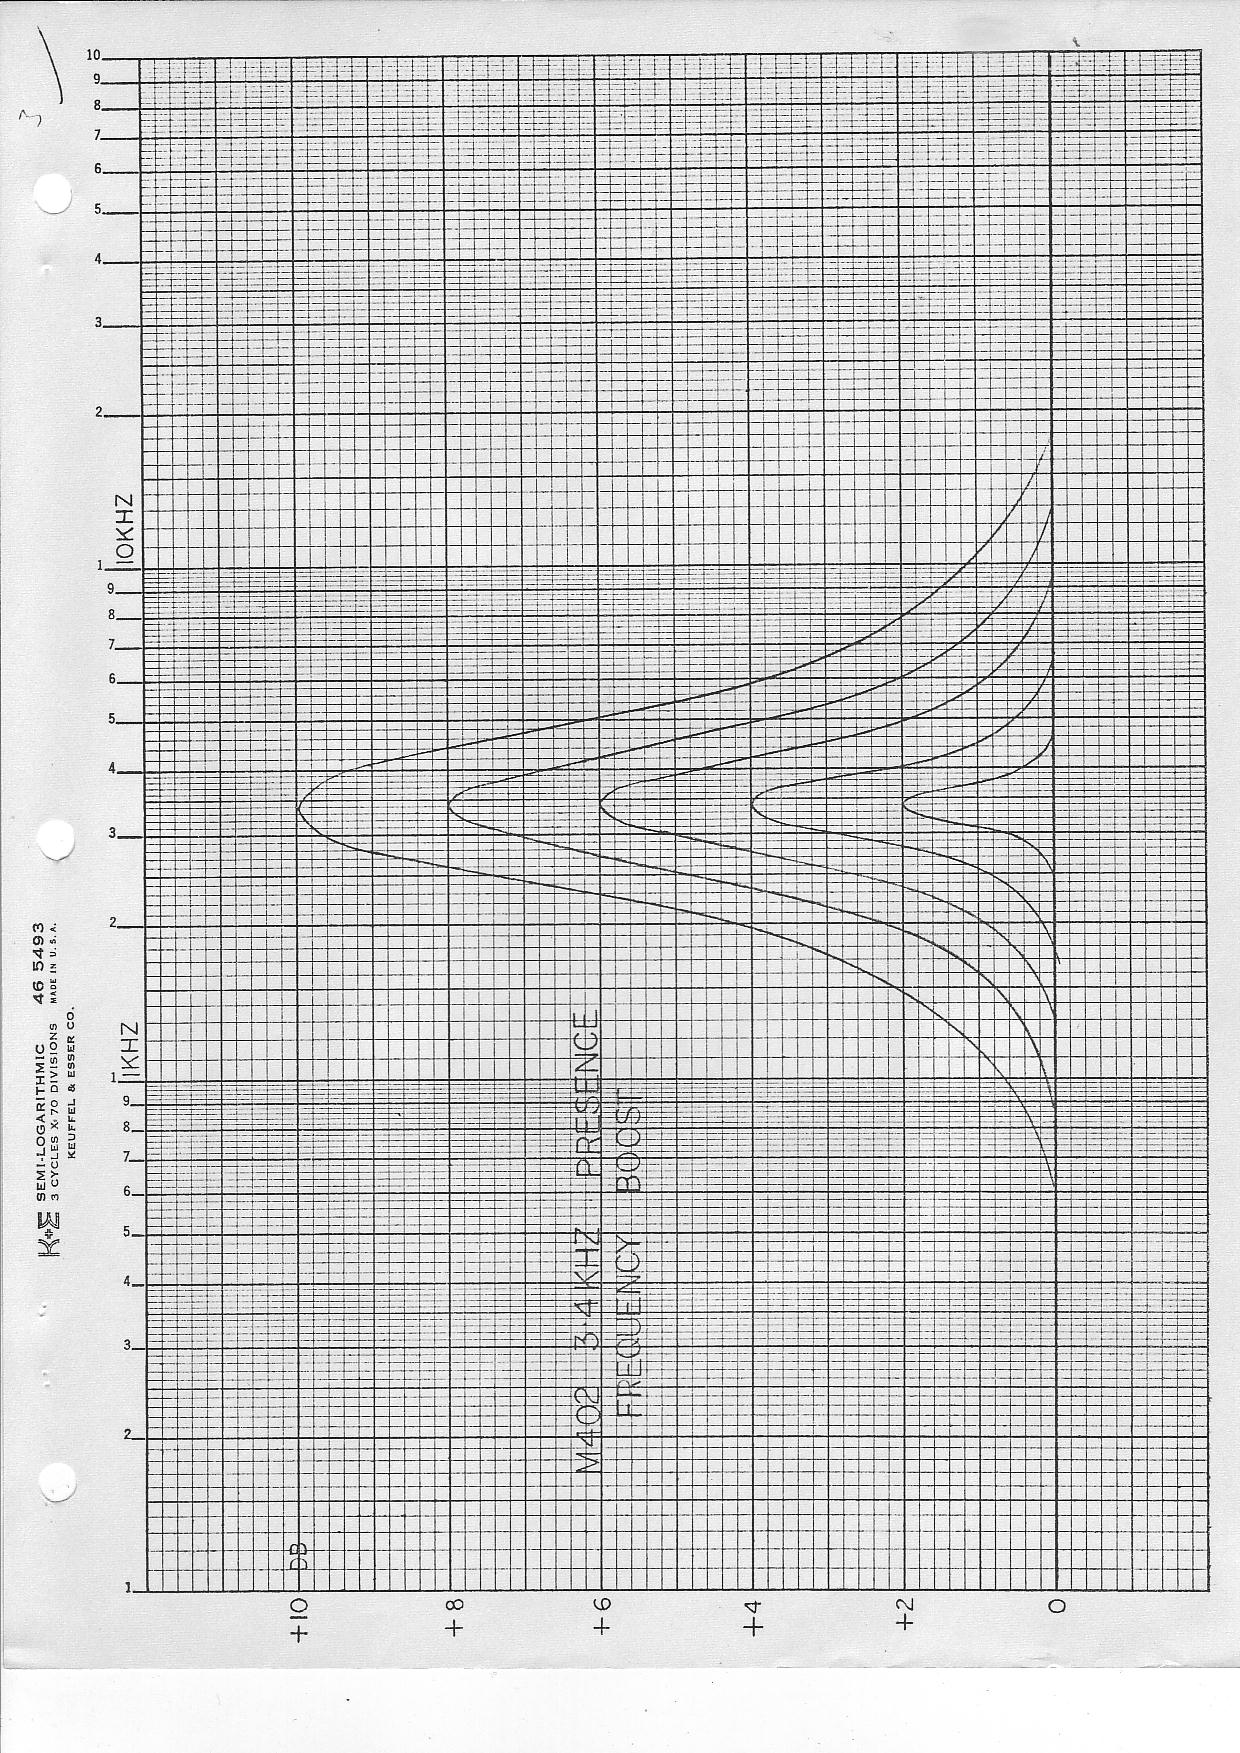 K+E SEMI-LOGARITHMIC 46 5493
3 CYCLES X 70 DIVISIONS MADE IN U.S.A.
KEUFFEL & ESSER CO.
1 2 3 4 5 6 7 8 9 1 2 3 4 5 6 7 8 9 1 2 3 4 5 6 7 8 9 10
1KHZ 10KHZ
DB
+10
+8
+6
+4
+2
0
M402 3.4KHZ PRESENCE
FREQUENCY BOOST
3